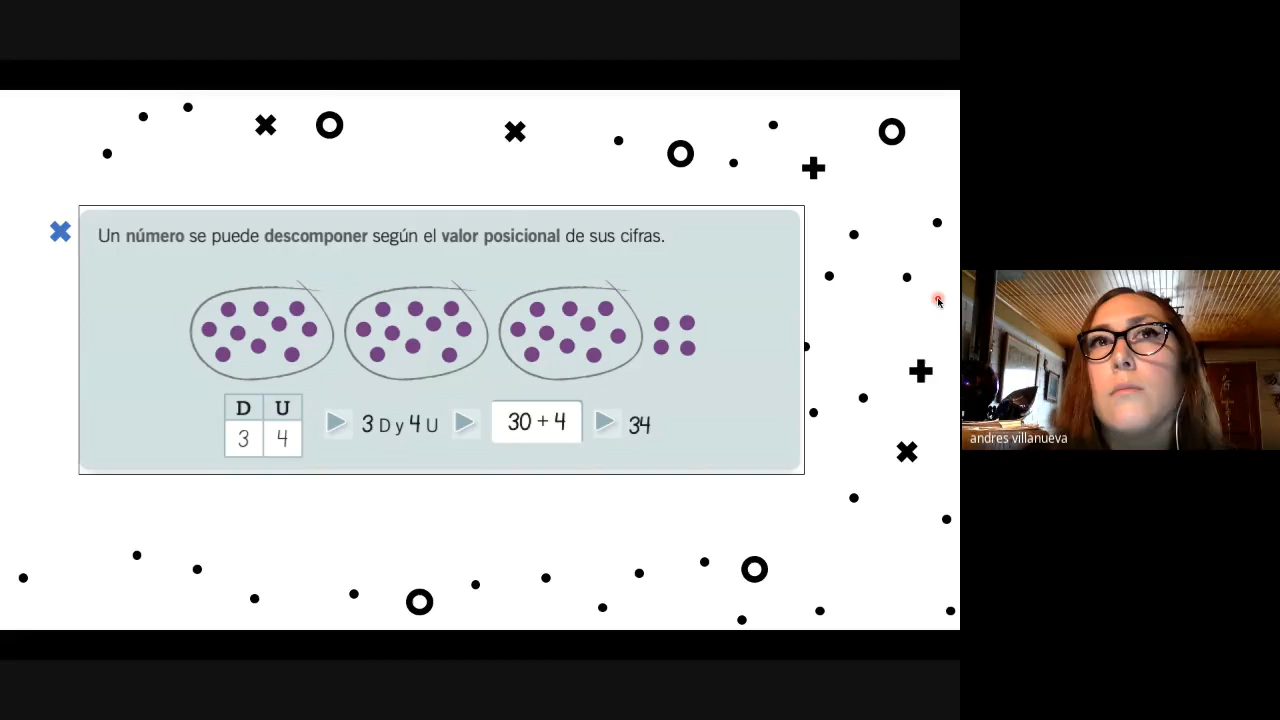 Un número se puede descomponer según el valor posicional de sus cifras.
D U
3 4
3 D y 4 U
30 + 4
34
andres villanueva